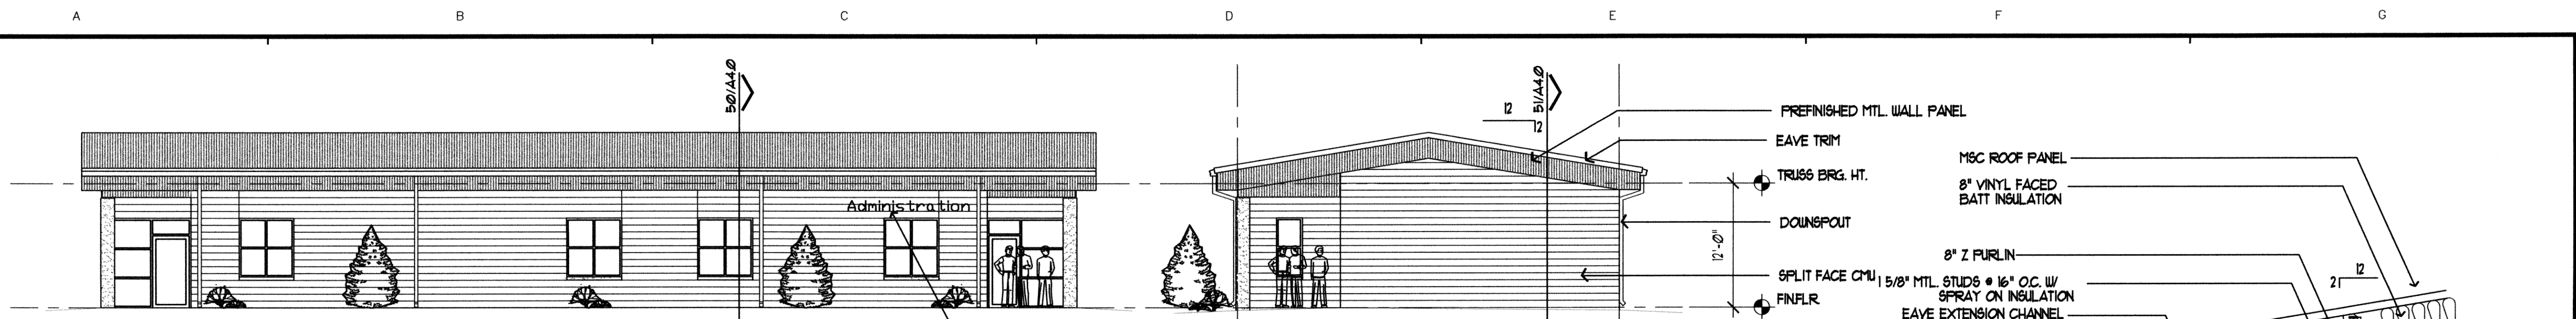 A B C D E F G
50/A4.0
51/A4.0
12
2
PREFINISHED MTL. WALL PANEL
EAVE TRIM
TRUSS BRG. HT.
DOWNSPOUT
12'-0"
SPLIT FACE CMU
FIN.FLR.
Administration
MSC ROOF PANEL
8" VINYL FACED
BATT INSULATION
8" Z PURLIN
1 5/8" MTL. STUDS @ 16" O.C. W/
SPRAY ON INSULATION
EAVE EXTENSION CHANNEL
12
2